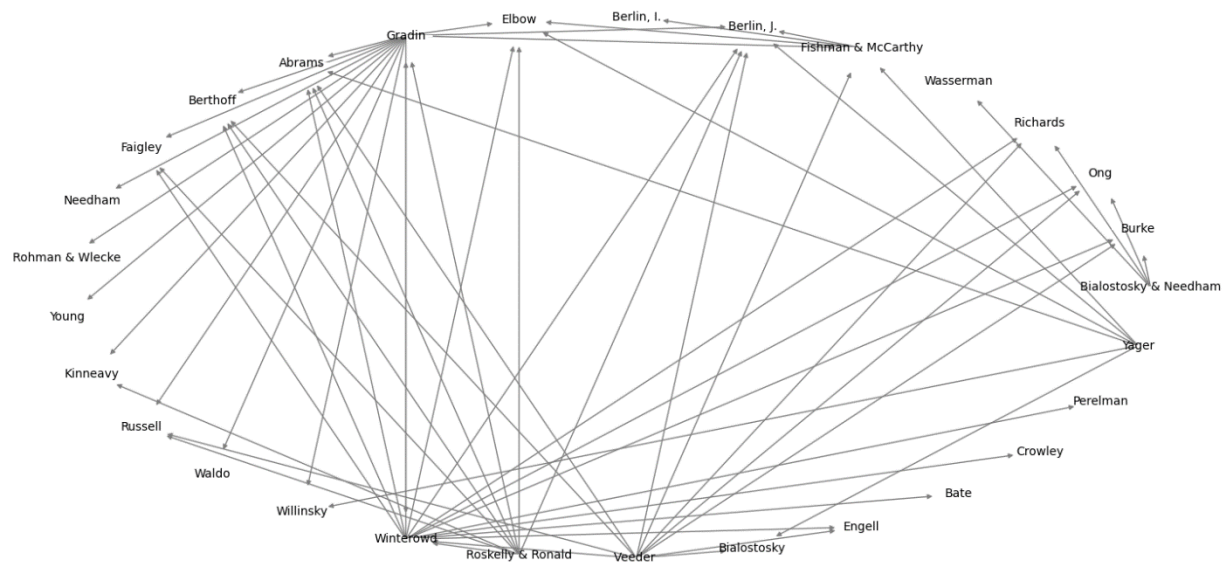 Elbow
Berlin, I.
Berlin, J.
Gradin
Fishman & McCarthy
Abrams
Wasserman
Berthoff
Richards
Faigley
Ong
Needham
Burke
Rohman & Wlecke
Bialostosky & Needham
Young
Yager
Kinneavy
Perelman
Russell
Crowley
Waldo
Bate
Willinsky
Engell
Winterowd
Bialostosky
Roskelly & Ronald
Veeder